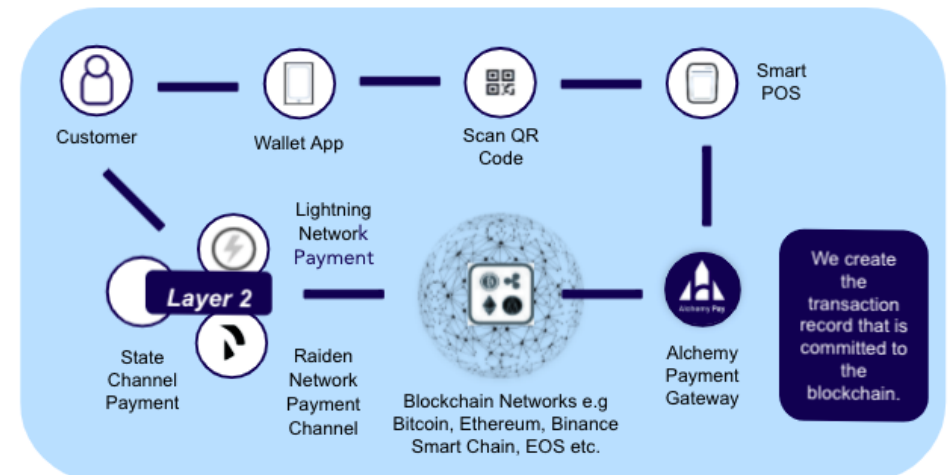 Customer
Wallet App
Scan QR
Code
Smart
POS
Lightning
Network
Payment
Layer 2
State
Channel
Payment
Raiden
Network
Payment
Channel
Blockchain Networks e.g
Bitcoin, Ethereum, Binance
Smart Chain, EOS etc.
Alchemy Pay
Alchemy
Payment
Gateway
We create
the
transaction
record that is
committed to
the
blockchain.